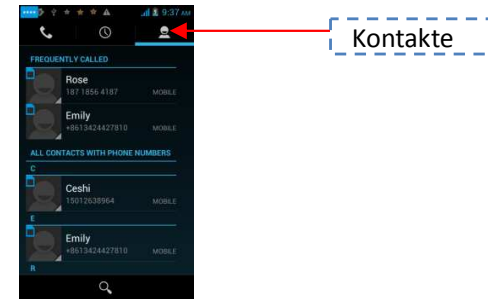 9:37 AM
Kontakte
FREQUENTLY CALLED
Rose
187 1856 4187 MOBILE
Emily
+8613424427810 MOBILE
ALL CONTACTS WITH PHONE NUMBERS
C
Ceshi
15012638964 MOBILE
E
Emily
+8613424427810 MOBILE
R